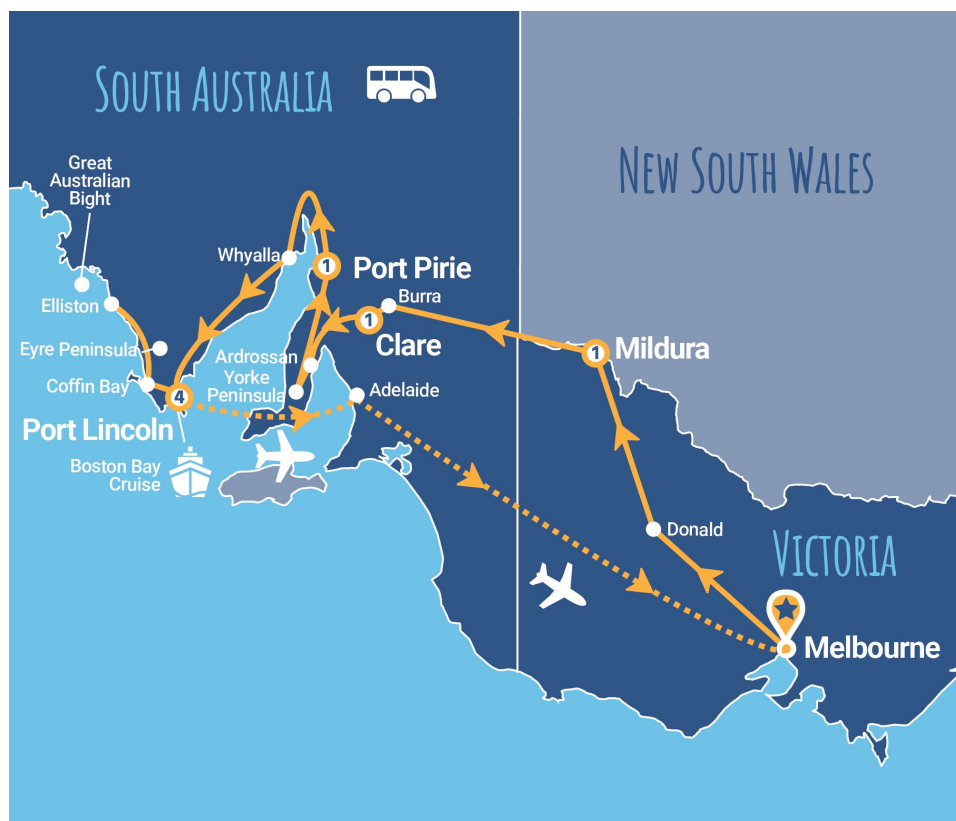 SOUTH AUSTRALIA
NEW SOUTH WALES
Great
Australian
Bight
Whyalla
1
Port Pirie
Elliston
Burra
1
Clare
1
Mildura
Eyre Peninsula
Ardrossan
Yorke
Peninsula
Coffin Bay
Adelaide
4
Port Lincoln
Boston Bay
Cruise
Donald
VICTORIA
Melbourne